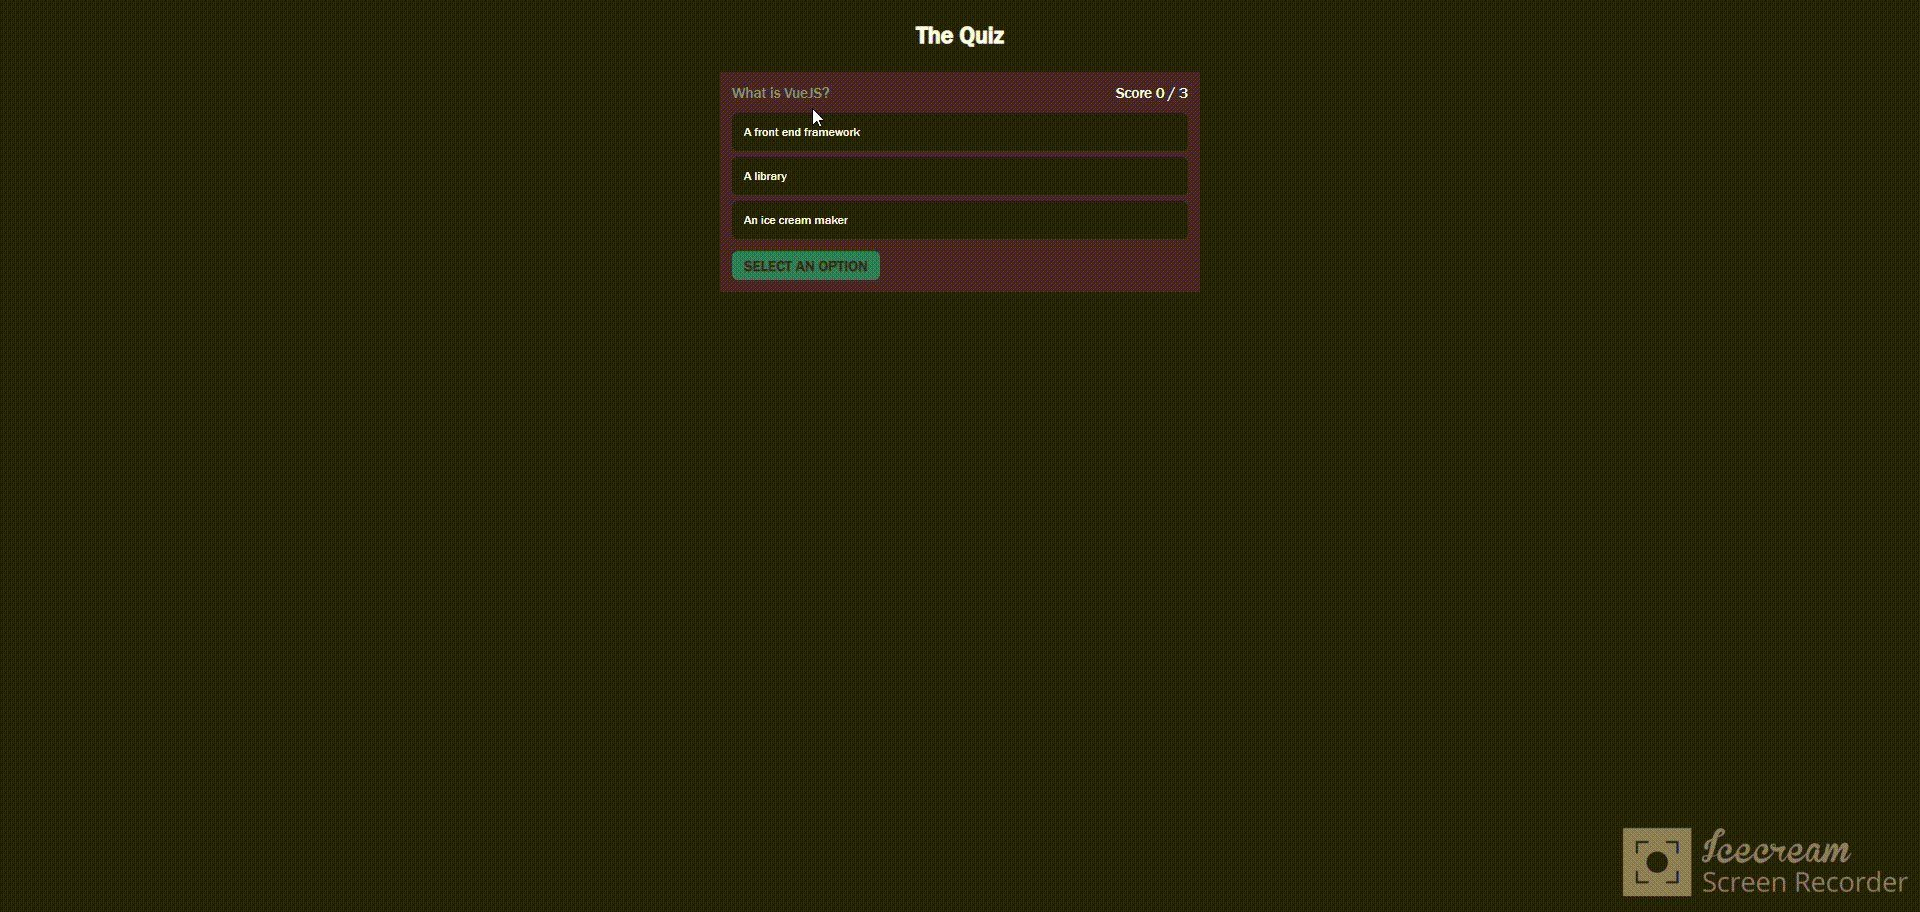 The Quiz
What is VueJS?
Score 0 / 3
A front end framework
A library
An ice cream maker
SELECT AN OPTION
Icecream
Screen Recorder